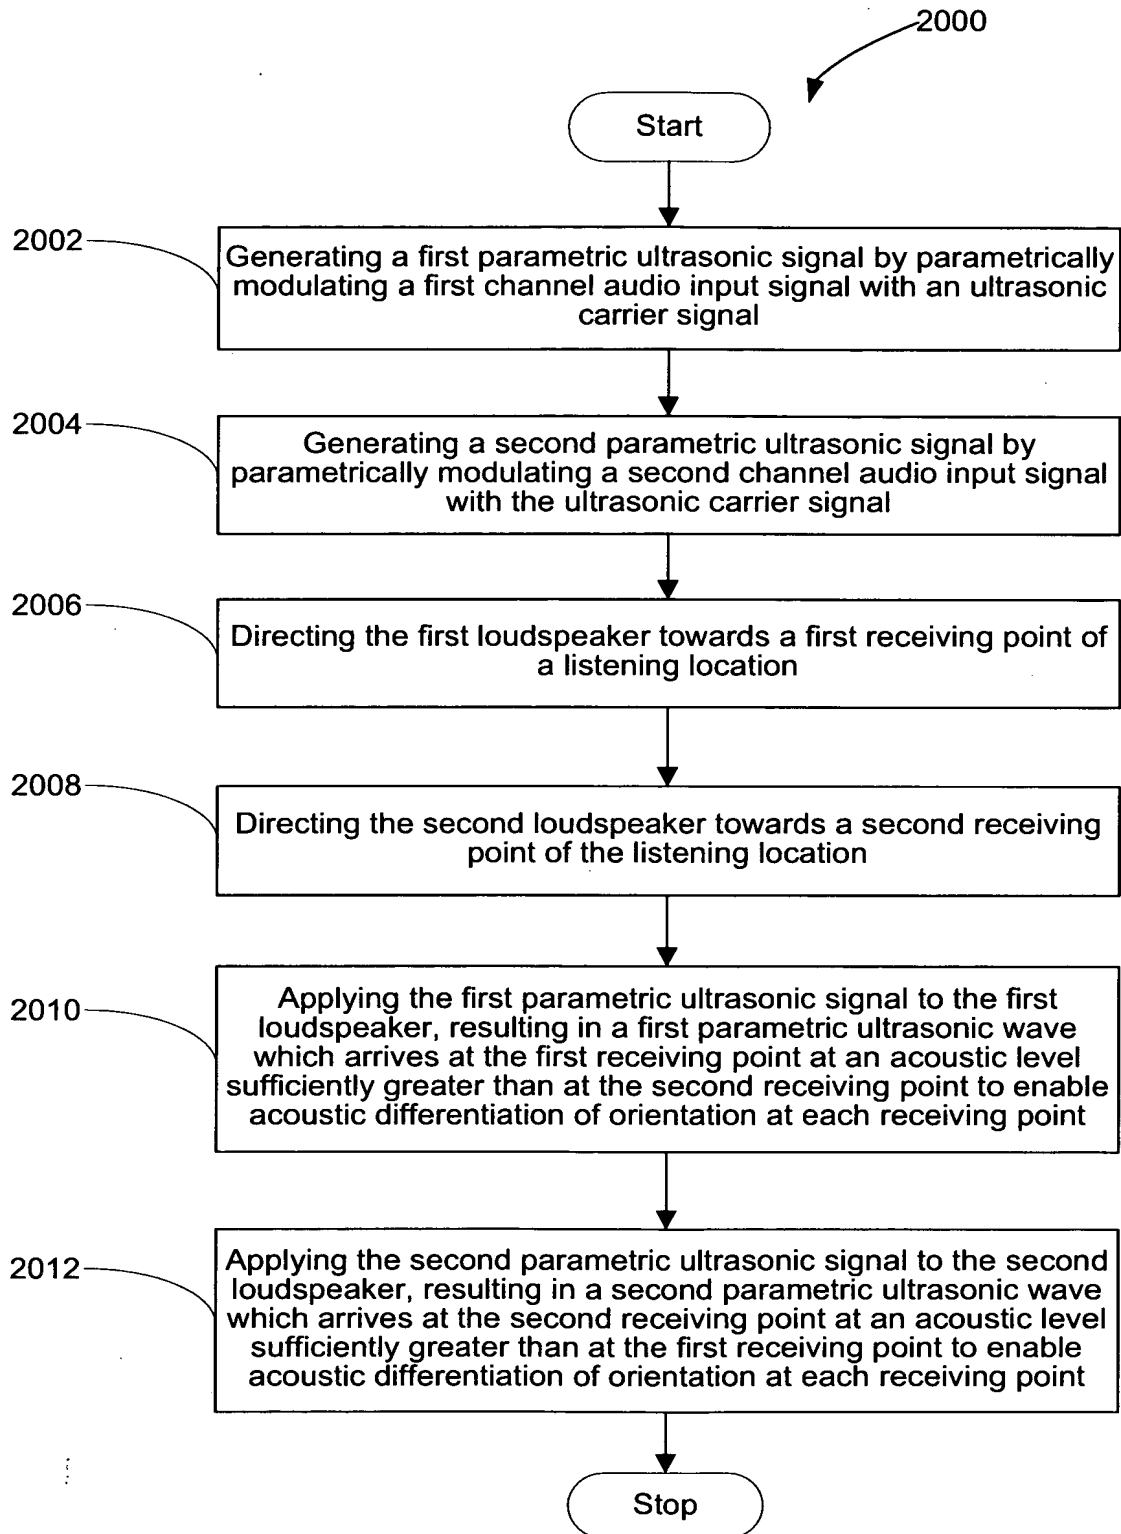 2000
Start
2002
Generating a first parametric ultrasonic signal by parametrically
modulating a first channel audio input signal with an ultrasonic
carrier signal
2004
Generating a second parametric ultrasonic signal by
parametrically modulating a second channel audio input signal
with the ultrasonic carrier signal
2006
Directing the first loudspeaker towards a first receiving point of
a listening location
2008
Directing the second loudspeaker towards a second receiving
point of the listening location
2010
Applying the first parametric ultrasonic signal to the first
loudspeaker, resulting in a first parametric ultrasonic wave
which arrives at the first receiving point at an acoustic level
sufficiently greater than at the second receiving point to enable
acoustic differentiation of orientation at each receiving point
2012
Applying the second parametric ultrasonic signal to the second
loudspeaker, resulting in a second parametric ultrasonic wave
which arrives at the second receiving point at an acoustic level
sufficiently greater than at the first receiving point to enable
acoustic differentiation of orientation at each receiving point
Stop